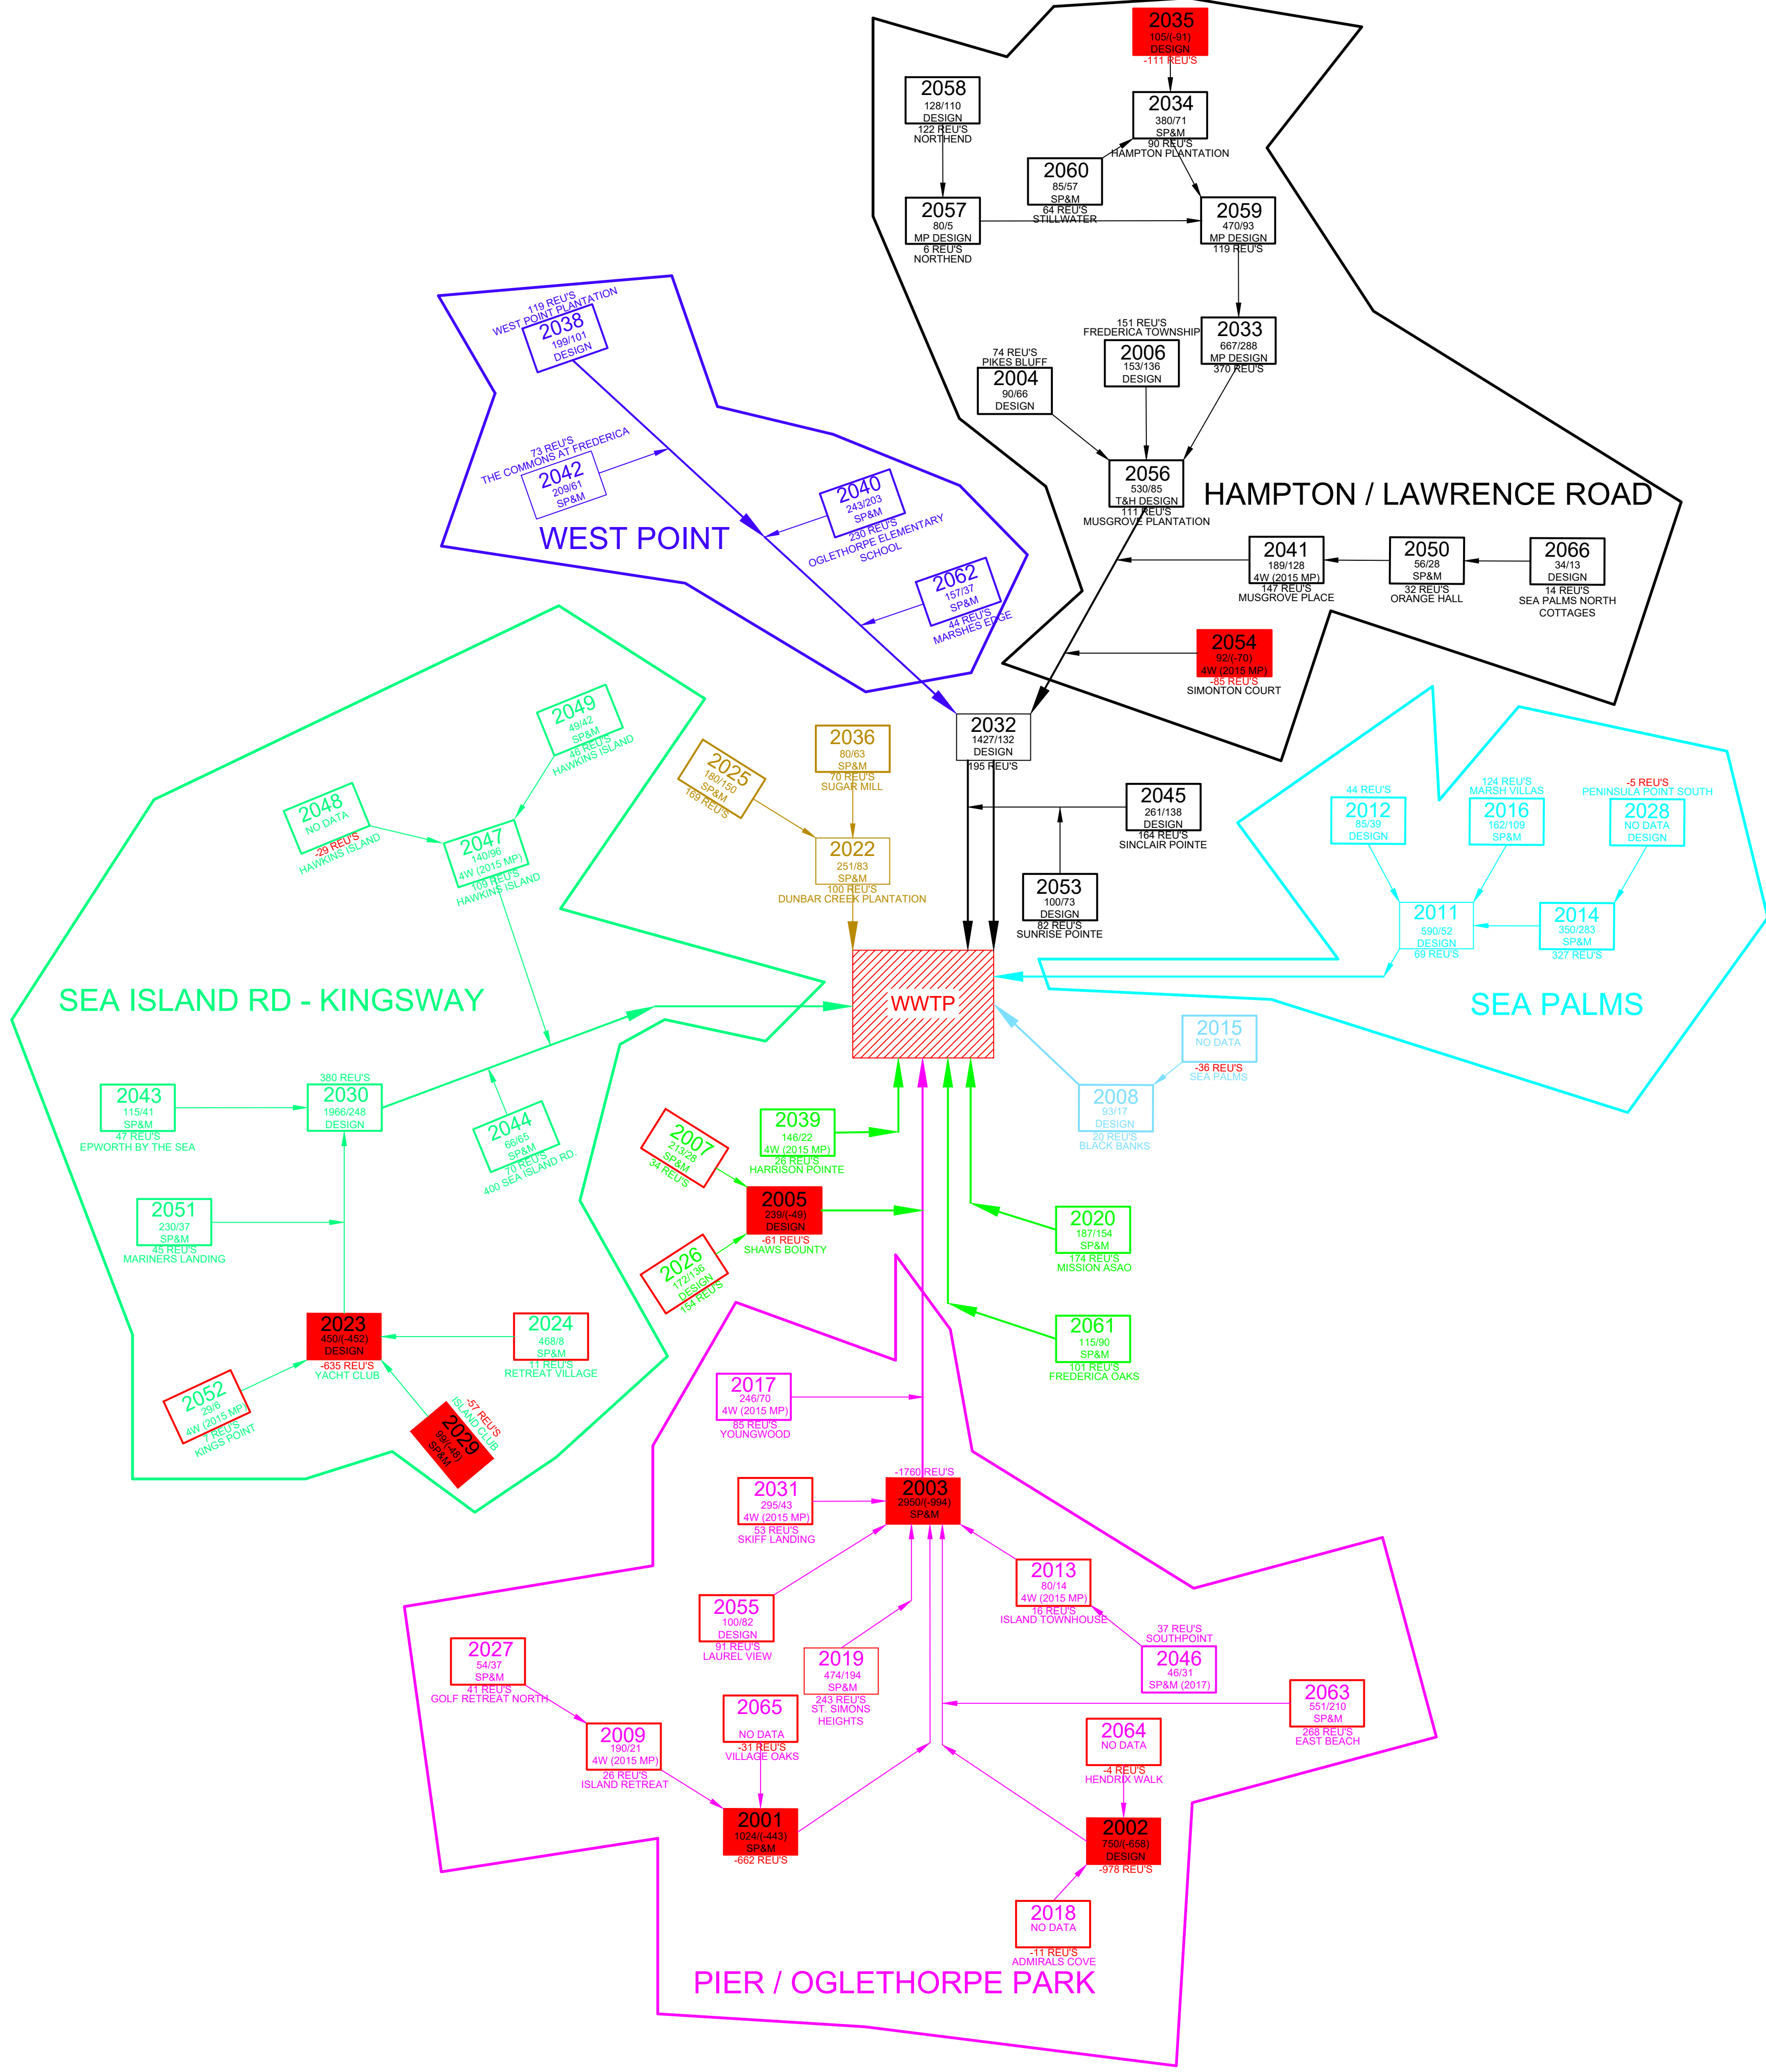 2035
105/(-91)
DESIGN
-111 REU'S
2058
128/110
DESIGN
122 REU'S
NORTHEND
2034
380/71
SP&M
90 REU'S
HAMPTON PLANTATION
2060
85/57
SP&M
64 REU'S
STILLWATER
2057
80/5
MP DESIGN
6 REU'S
NORTHEND
2059
470/93
MP DESIGN
119 REU'S
2033
667/288
MP DESIGN
370 REU'S
151 REU'S
FREDERICA TOWNSHIP
2006
153/136
DESIGN
74 REU'S
PIKES BLUFF
2004
90/66
DESIGN
2056
530/85
T&H DESIGN
111 REU'S
MUSGROVE PLANTATION
HAMPTON / LAWRENCE ROAD
2041
189/128
4W (2015 MP)
147 REU'S
MUSGROVE PLACE
2050
56/28
SP&M
32 REU'S
ORANGE HALL
2066
34/13
DESIGN
14 REU'S
SEA PALMS NORTH
COTTAGES
2054
92/(-70)
4W (2015 MP)
-85 REU'S
SIMONTON COURT
119 REU'S
WEST POINT PLANTATION
2038
199/101
DESIGN
73 REU'S
THE COMMONS AT FREDERICA
2042
209/61
SP&M
WEST POINT
2040
243/203
SP&M
230 REU'S
OGLETHORPE ELEMENTARY
SCHOOL
2062
157/37
SP&M
44 REU'S
MARSHES EDGE
2032
1427/132
DESIGN
195 REU'S
2045
261/138
DESIGN
164 REU'S
SINCLAIR POINTE
2053
100/73
DESIGN
82 REU'S
SUNRISE POINTE
2036
80/63
SP&M
70 REU'S
SUGAR MILL
2025
180/150
SP&M
169 REU'S
2022
251/83
SP&M
100 REU'S
DUNBAR CREEK PLANTATION
44 REU'S
2012
85/39
DESIGN
124 REU'S
MARSH VILLAS
2016
162/109
SP&M
-5 REU'S
PENINSULA POINT SOUTH
2028
NO DATA
DESIGN
2011
590/52
DESIGN
69 REU'S
2014
350/283
SP&M
327 REU'S
SEA PALMS
2049
49/42
SP&M
46 REU'S
HAWKINS ISLAND
2048
NO DATA
-29 REU'S
HAWKINS ISLAND
2047
140/96
4W (2015 MP)
109 REU'S
HAWKINS ISLAND
SEA ISLAND RD - KINGSWAY
WWTP
2015
NO DATA
-36 REU'S
SEA PALMS
2008
93/17
DESIGN
20 REU'S
BLACK BANKS
2043
115/41
SP&M
47 REU'S
EPWORTH BY THE SEA
380 REU'S
2030
1966/248
DESIGN
2044
66/65
SP&M
70 REU'S
400 SEA ISLAND RD.
2051
230/37
SP&M
45 REU'S
MARINERS LANDING
2023
450/(-452)
DESIGN
-635 REU'S
YACHT CLUB
2024
468/8
SP&M
11 REU'S
RETREAT VILLAGE
2052
29/6
4W (2015 MP)
7 REU'S
KINGS POINT
-57 REU'S
ISLAND CLUB
2029
99/(-48)
SP&M
2039
146/22
4W (2015 MP)
26 REU'S
HARRISON POINTE
2007
213/28
SP&M
34 REU'S
2005
239/(-49)
DESIGN
-61 REU'S
SHAWS BOUNTY
2026
172/136
DESIGN
154 REU'S
2020
187/154
SP&M
174 REU'S
MISSION ASAO
2061
115/90
SP&M
101 REU'S
FREDERICA OAKS
2017
246/70
4W (2015 MP)
85 REU'S
YOUNGWOOD
-1760 REU'S
2003
2950/(-994)
SP&M
2031
295/43
4W (2015 MP)
53 REU'S
SKIFF LANDING
2055
100/82
DESIGN
91 REU'S
LAUREL VIEW
2013
80/14
4W (2015 MP)
16 REU'S
ISLAND TOWNHOUSE
37 REU'S
SOUTHPOINT
2046
46/31
SP&M (2017)
2019
474/194
SP&M
243 REU'S
ST. SIMONS
HEIGHTS
2027
54/37
SP&M
41 REU'S
GOLF RETREAT NORTH
2063
551/210
SP&M
268 REU'S
EAST BEACH
2065
NO DATA
-31 REU'S
VILLAGE OAKS
2009
190/21
4W (2015 MP)
26 REU'S
ISLAND RETREAT
2064
NO DATA
-4 REU'S
HENDRIX WALK
2001
1024/(-443)
SP&M
-662 REU'S
2002
750/(-658)
DESIGN
-978 REU'S
2018
NO DATA
-11 REU'S
ADMIRALS COVE
PIER / OGLETHORPE PARK